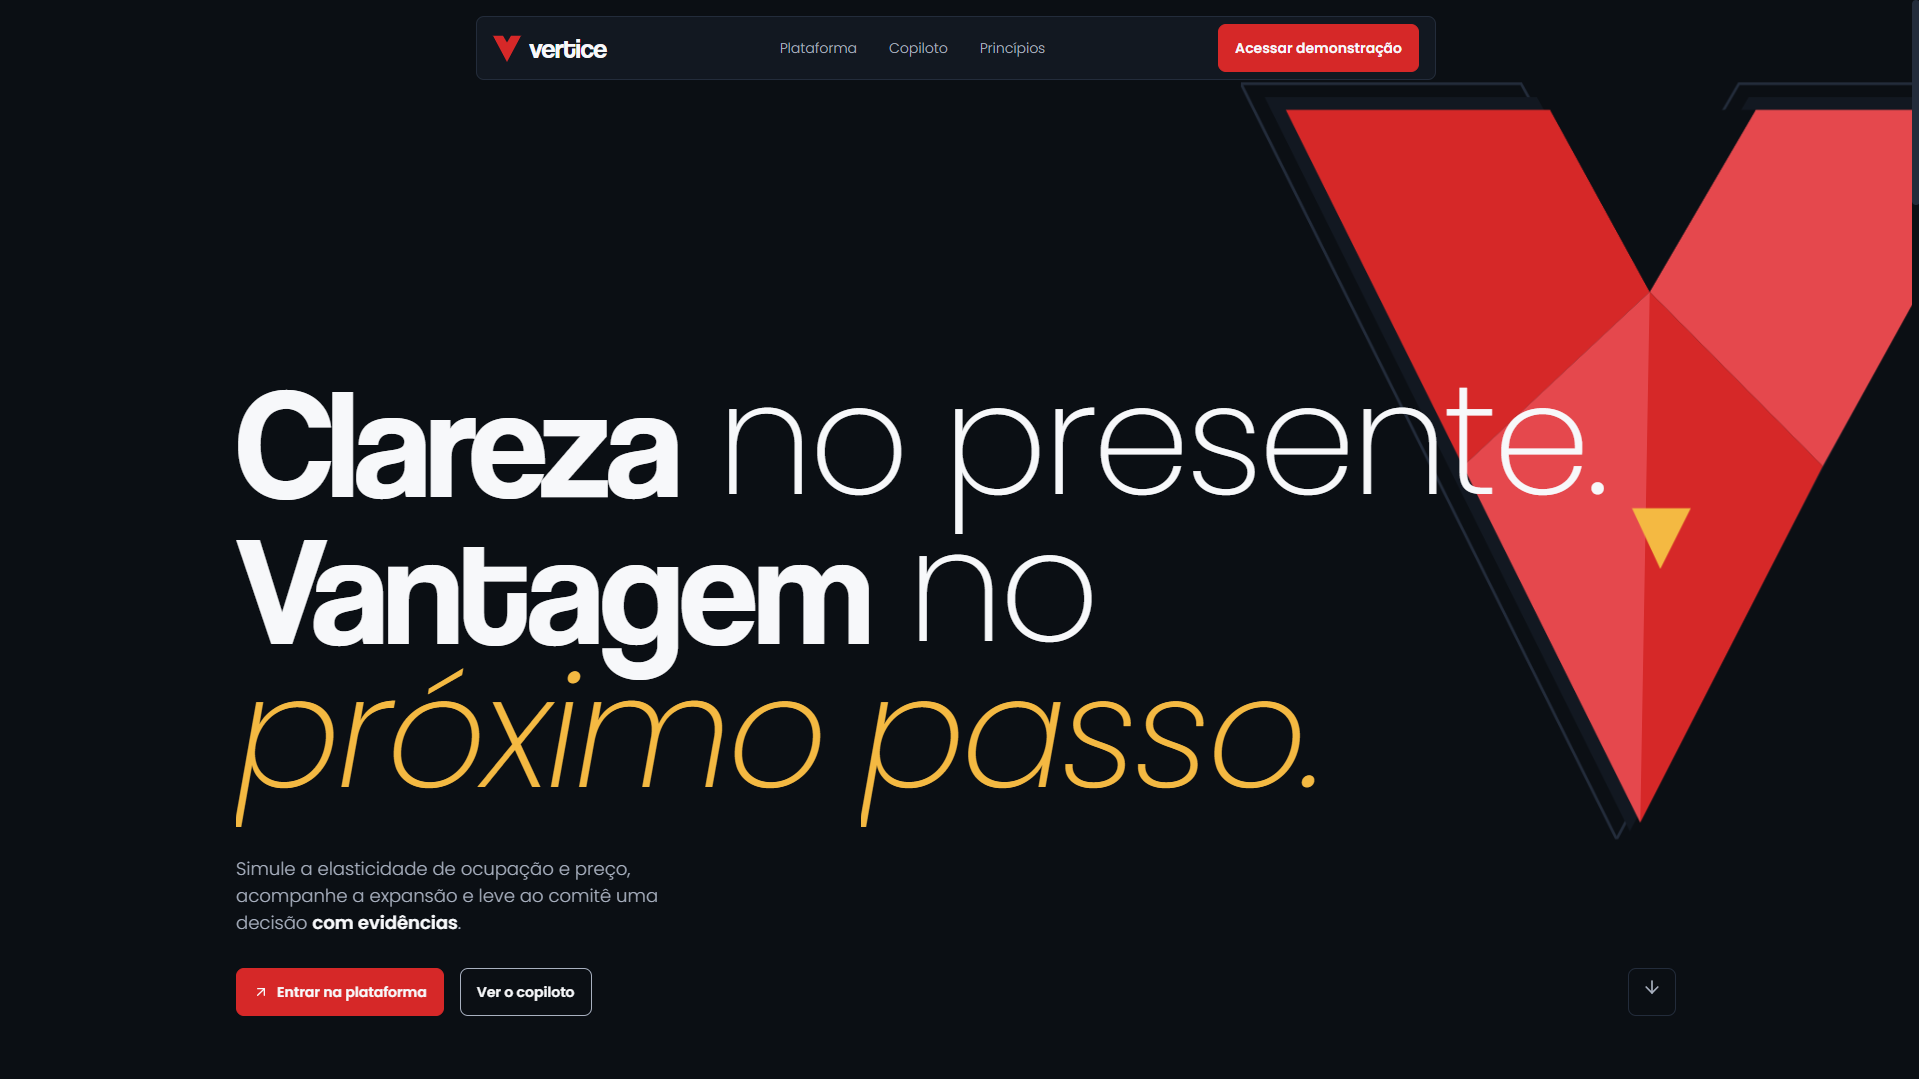 vertice
Plataforma
Copiloto
Princípios
Acessar demonstração
Clareza no presente.
Vantagem no
próximo passo.
Simule a elasticidade de ocupação e preço,
acompanhe a expansão e leve ao comitê uma
decisão com evidências.
Entrar na plataforma
Ver o copiloto